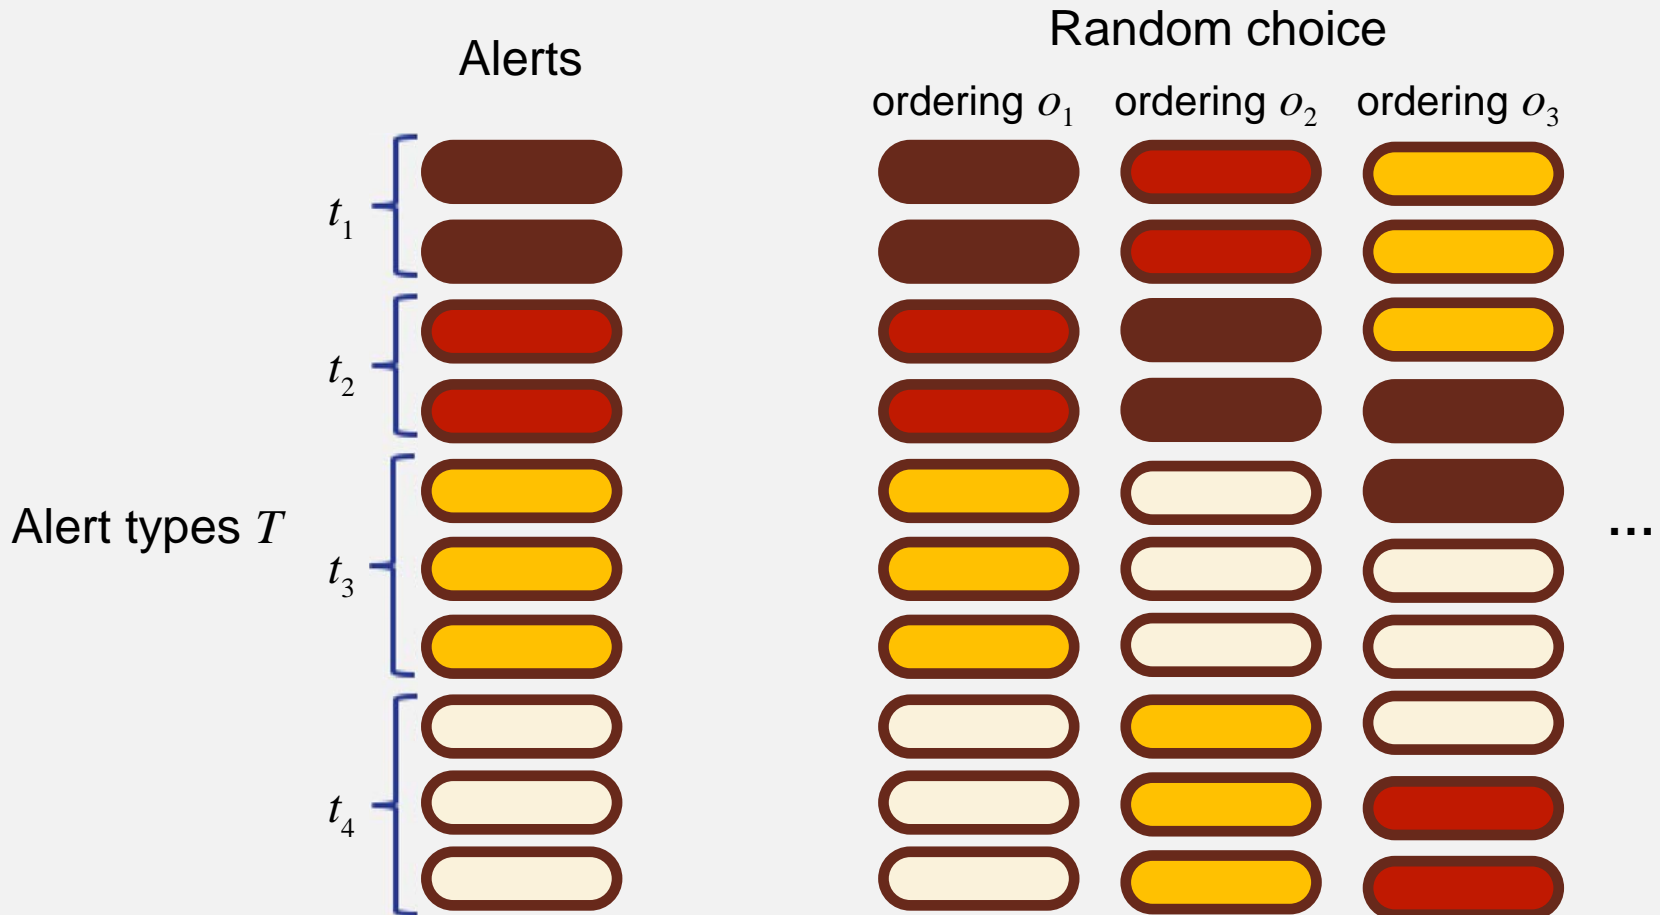 Random choice
Alerts
ordering o₁ ordering o₂ ordering o₃
t₁
t₂
Alert types T
...
t₃
t₄